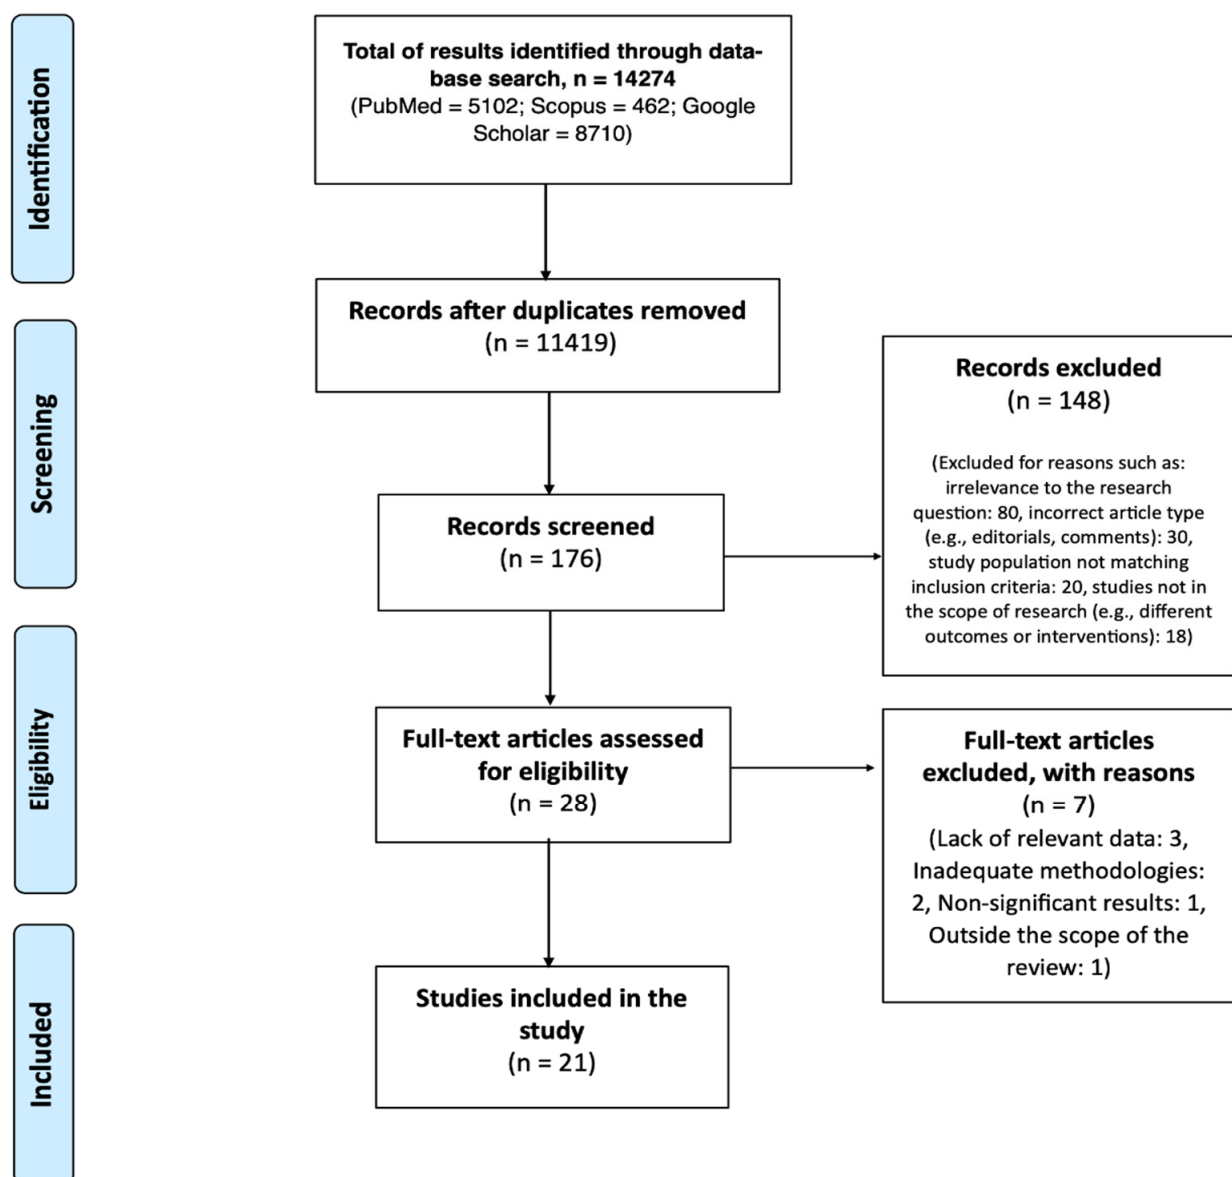 Identification
Total of results identified through data-
base search, n = 14274
(PubMed = 5102; Scopus = 462; Google
Scholar = 8710)
Records after duplicates removed
(n = 11419)
Screening
Records screened
(n = 176)
Records excluded
(n = 148)
(Excluded for reasons such as:
irrelevance to the research
question: 80, incorrect article type
(e.g., editorials, comments): 30,
study population not matching
inclusion criteria: 20, studies not in
the scope of research (e.g., different
outcomes or interventions): 18)
Eligibility
Full-text articles assessed
for eligibility
(n = 28)
Full-text articles
excluded, with reasons
(n = 7)
(Lack of relevant data: 3,
Inadequate methodologies:
2, Non-significant results: 1,
Outside the scope of the
review: 1)
Included
Studies included in the
study
(n = 21)